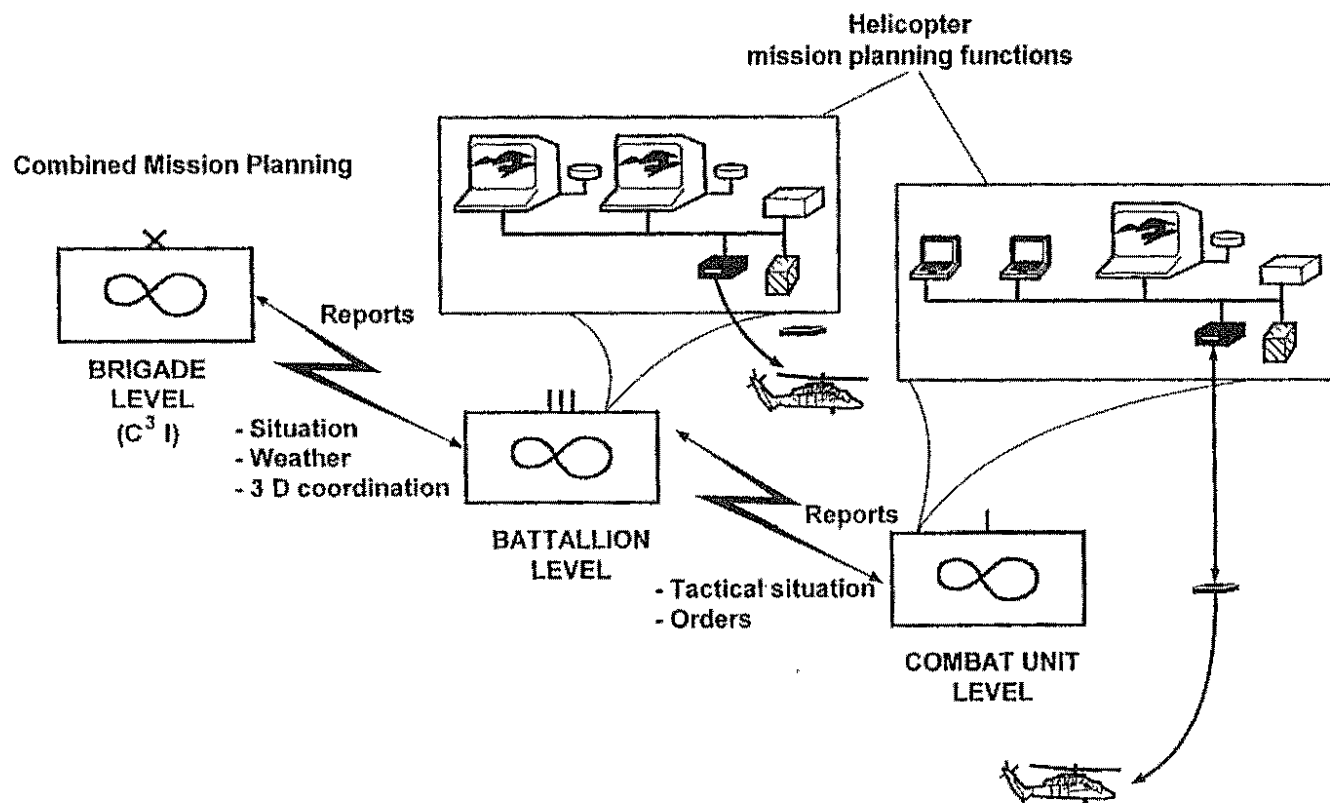 Helicopter
mission planning functions
Combined Mission Planning
Reports
BRIGADE
LEVEL
(C³ I)
- Situation
- Weather
- 3 D coordination
BATTALLION
LEVEL
Reports
- Tactical situation
- Orders
COMBAT UNIT
LEVEL